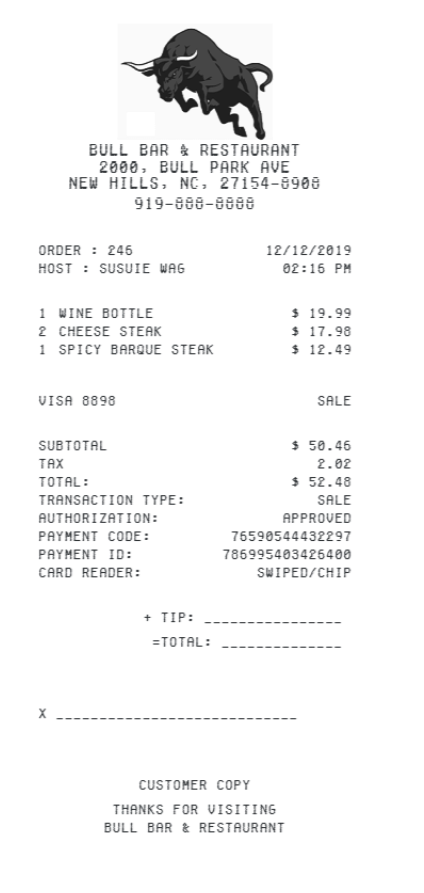 BULL BAR & RESTAURANT
2000, BULL PARK AVE
NEW HILLS, NC, 27154-8908
919-888-8888
ORDER : 246 12/12/2019
HOST : SUSUIE WAG 02:16 PM
1 WINE BOTTLE $ 19.99
2 CHEESE STEAK $ 17.98
1 SPICY BARQUE STEAK $ 12.49
VISA 8898 SALE
SUBTOTAL $ 50.46
TAX 2.02
TOTAL: $ 52.48
TRANSACTION TYPE: SALE
AUTHORIZATION: APPROVED
PAYMENT CODE: 76590544432297
PAYMENT ID: 786995403426400
CARD READER: SWIPED/CHIP
+ TIP: ________________
=TOTAL: ______________
X ____________________________
CUSTOMER COPY
THANKS FOR VISITING
BULL BAR & RESTAURANT